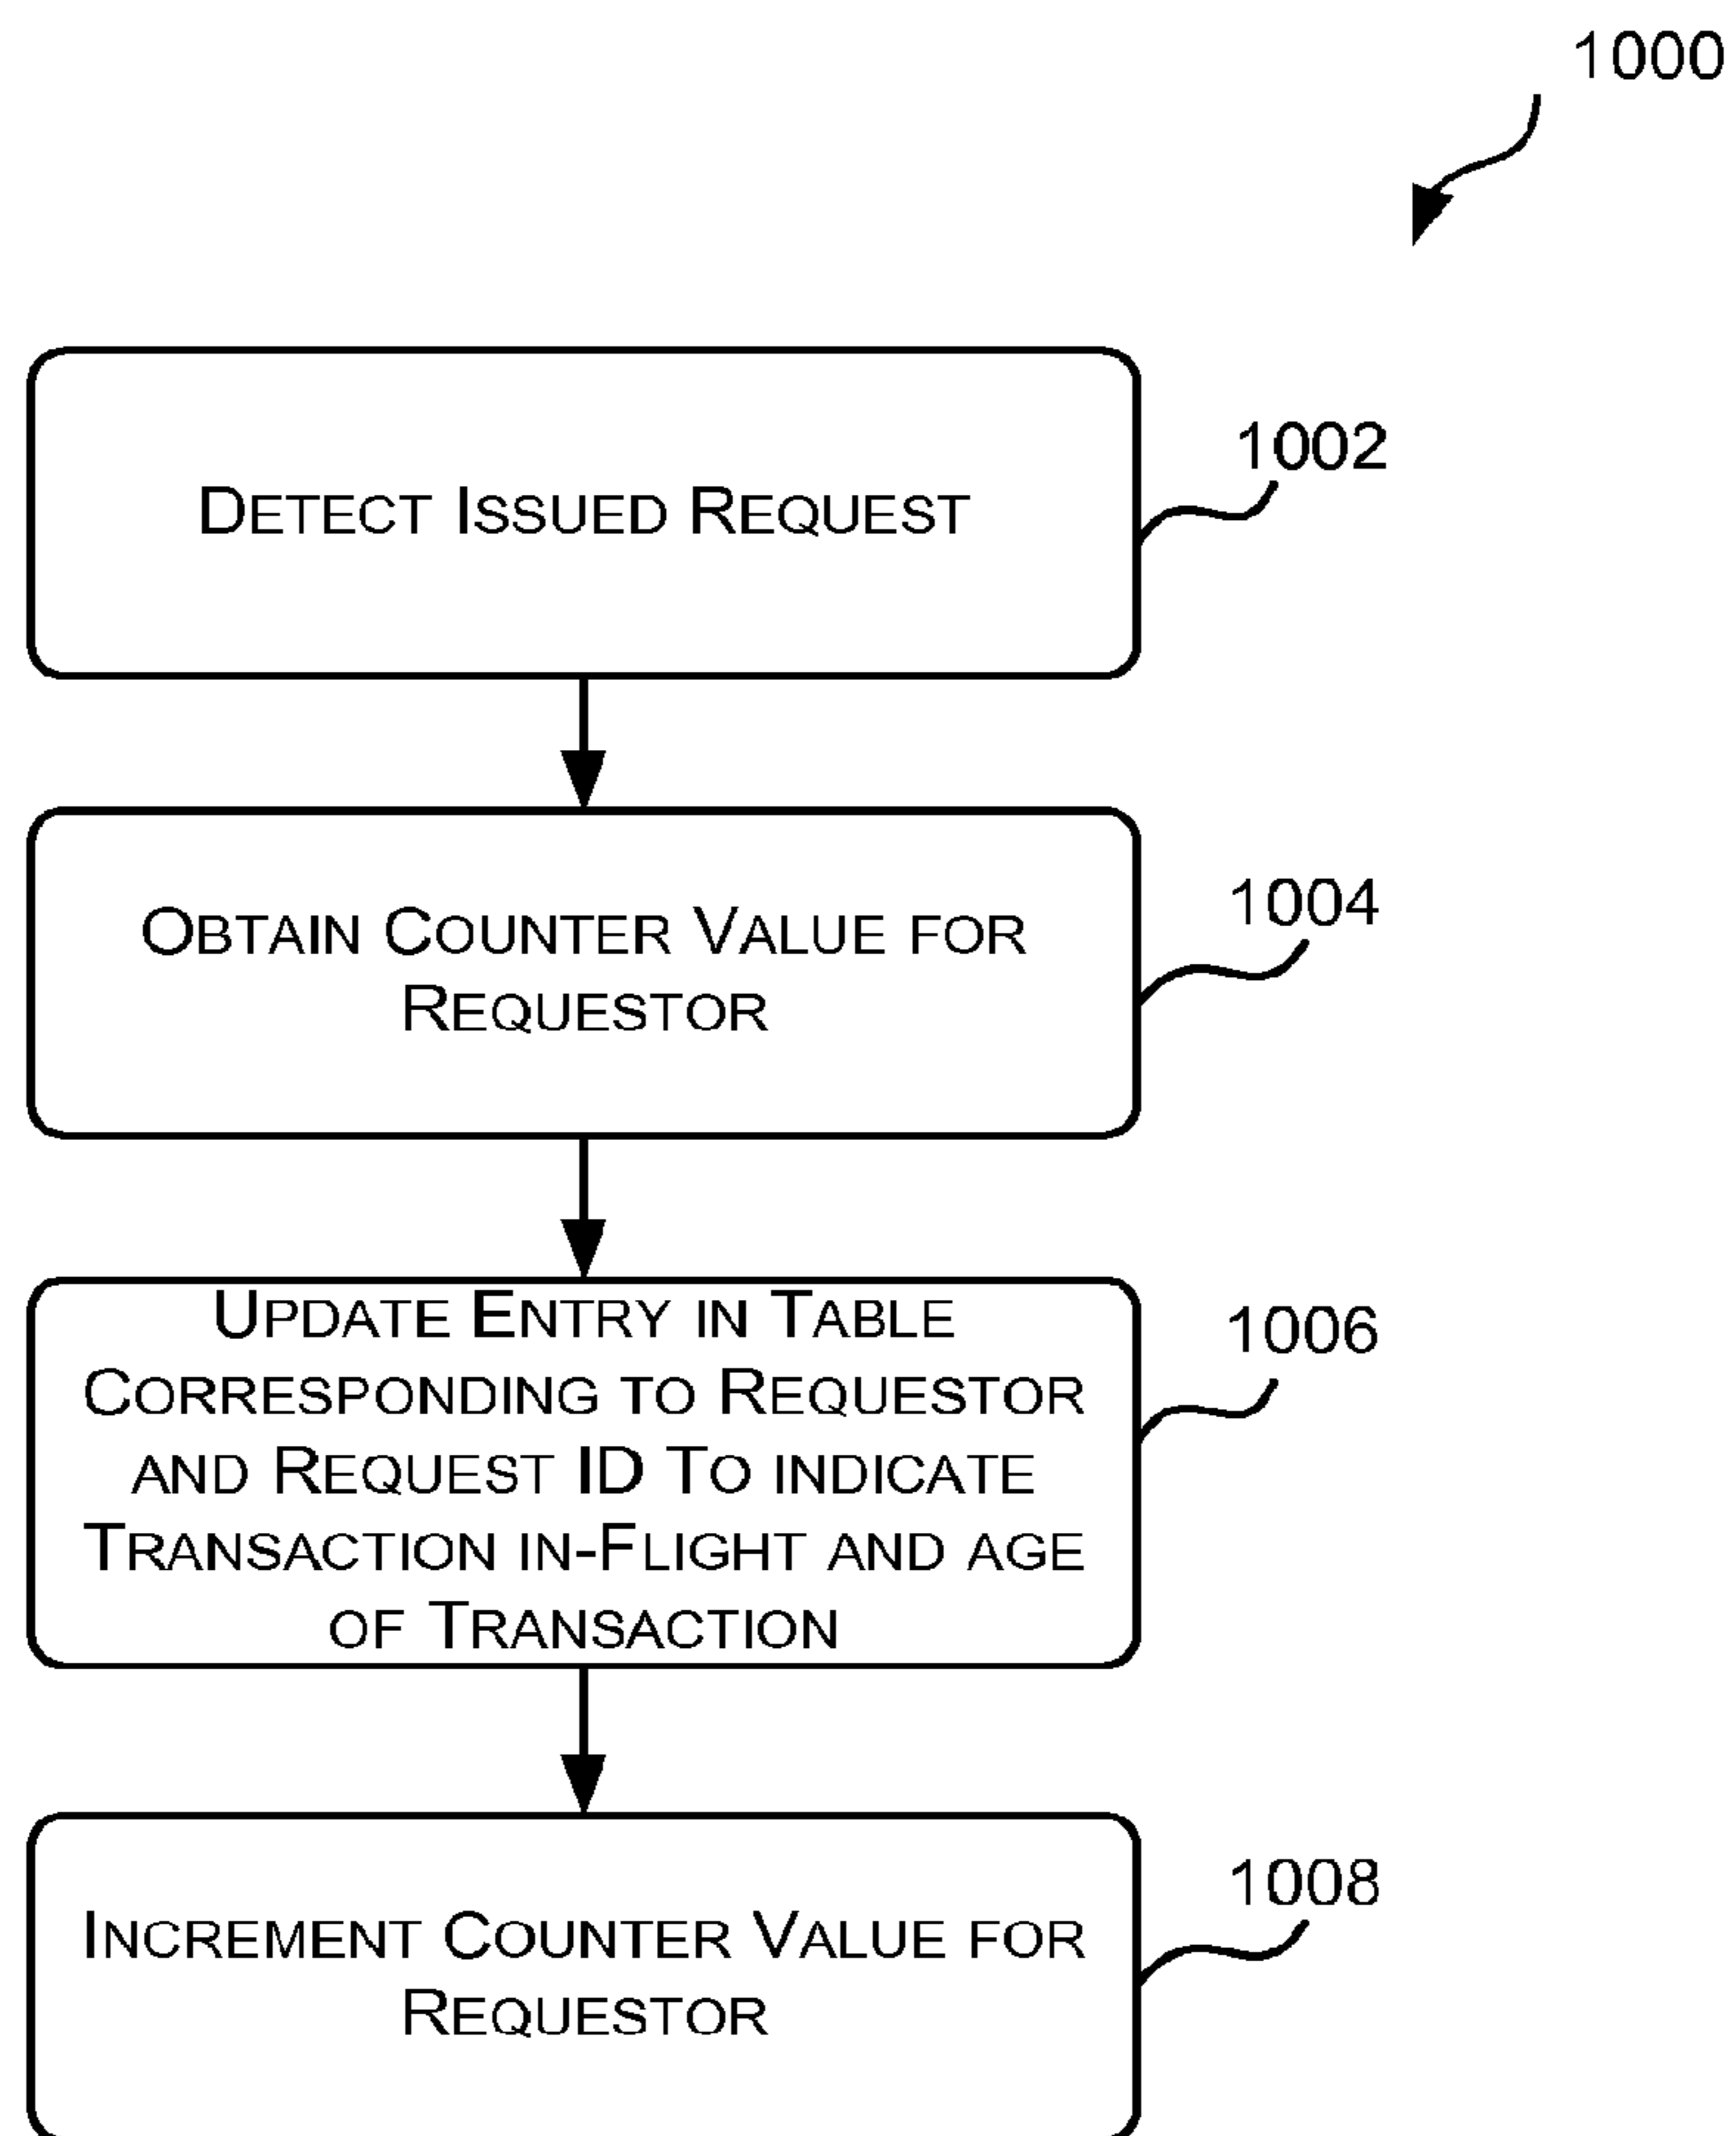 1000
Detect Issued Request
1002
Obtain Counter Value for
Requestor
1004
Update Entry in Table
Corresponding to Requestor
and Request ID To indicate
Transaction in-Flight and age
of Transaction
1006
Increment Counter Value for
Requestor
1008